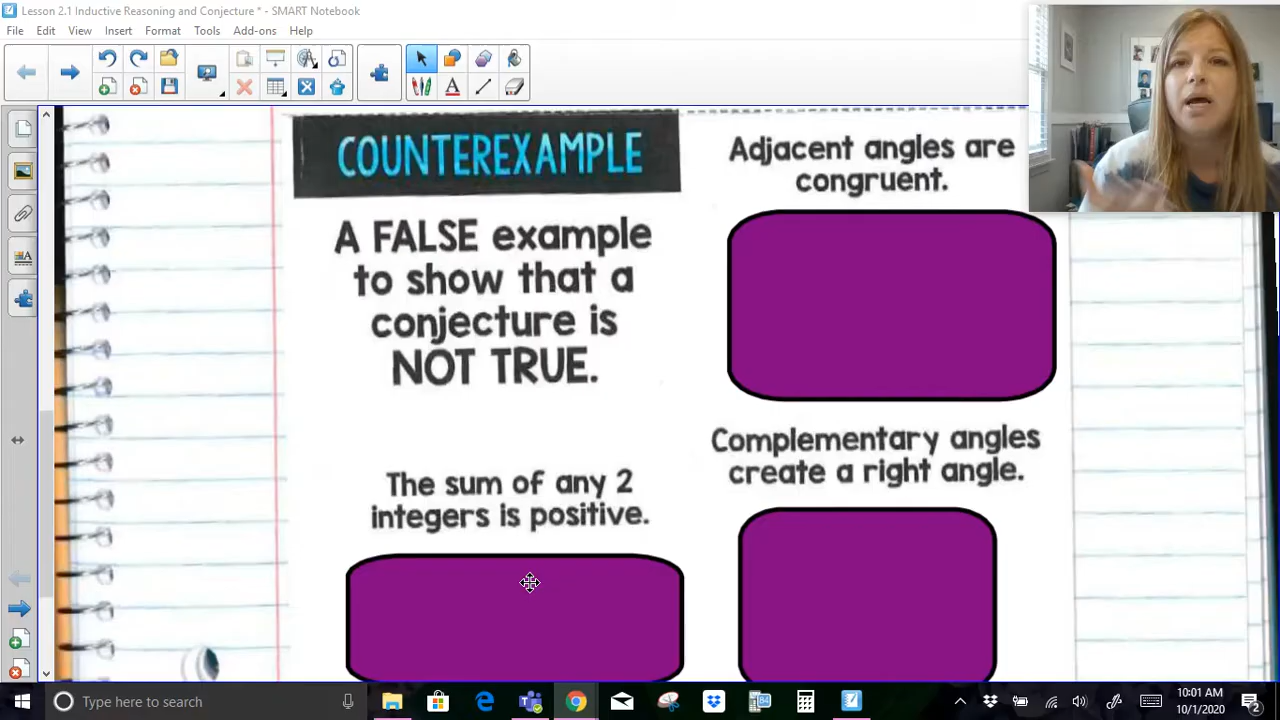 Lesson 2.1 Inductive Reasoning and Conjecture * - SMART Notebook
File Edit View Insert Format Tools Add-ons Help
COUNTEREXAMPLE
A FALSE example
to show that a
conjecture is
NOT TRUE.
The sum of any 2
integers is positive.
Adjacent angles are
congruent.
Complementary angles
create a right angle.
Type here to search
10:01 AM
10/1/2020
2